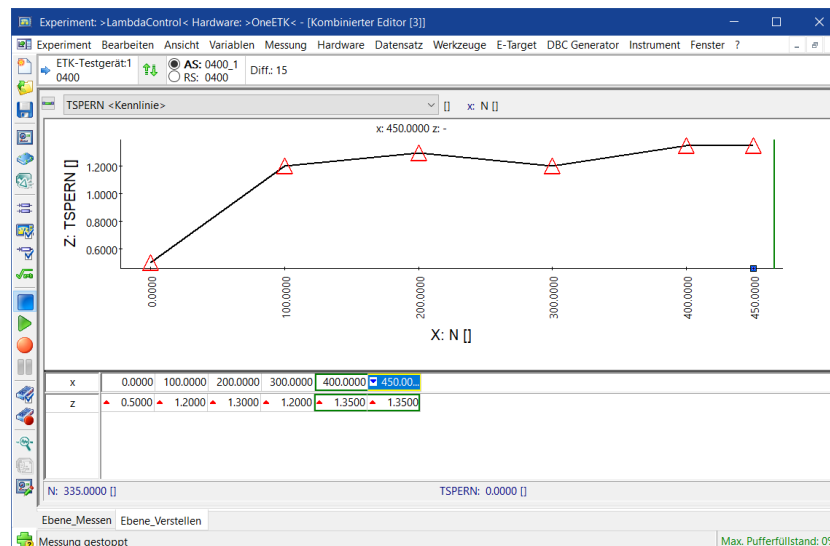 Experiment: >LambdaControl< Hardware: >OneETK< - [Kombinierter Editor [3]]
Experiment Bearbeiten Ansicht Variablen Messung Hardware Datensatz Werkzeuge E-Target DBC Generator Instrument Fenster ?
ETK-Testgerät:1
0400
AS: 0400_1
RS: 0400
Diff.: 15
TSPERN <Kennlinie>
[] x: N []
x: 450.0000 z: -
Z: TSPERN []
1.2000
1.0000
0.8000
0.6000
0.0000
100.0000
200.0000
300.0000
400.0000
450.0000
X: N []
x 0.0000 100.0000 200.0000 300.0000 400.0000 450.00...
z 0.5000 1.2000 1.3000 1.2000 1.3500 1.3500
N: 335.0000 [] TSPERN: 0.0000 []
Ebene_Messen Ebene_Verstellen
Messung gestoppt Max. Pufferfüllstand: 0%